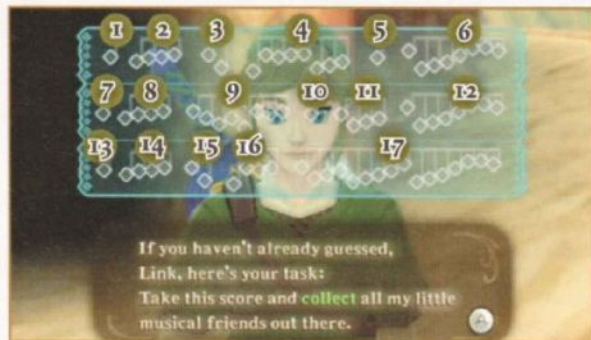 1 2 3 4 5 6
7 8 9 10 11 12
13 14 15 16 17
If you haven't already guessed,
Link, here's your task:
Take this score and collect all my little
musical friends out there.
A